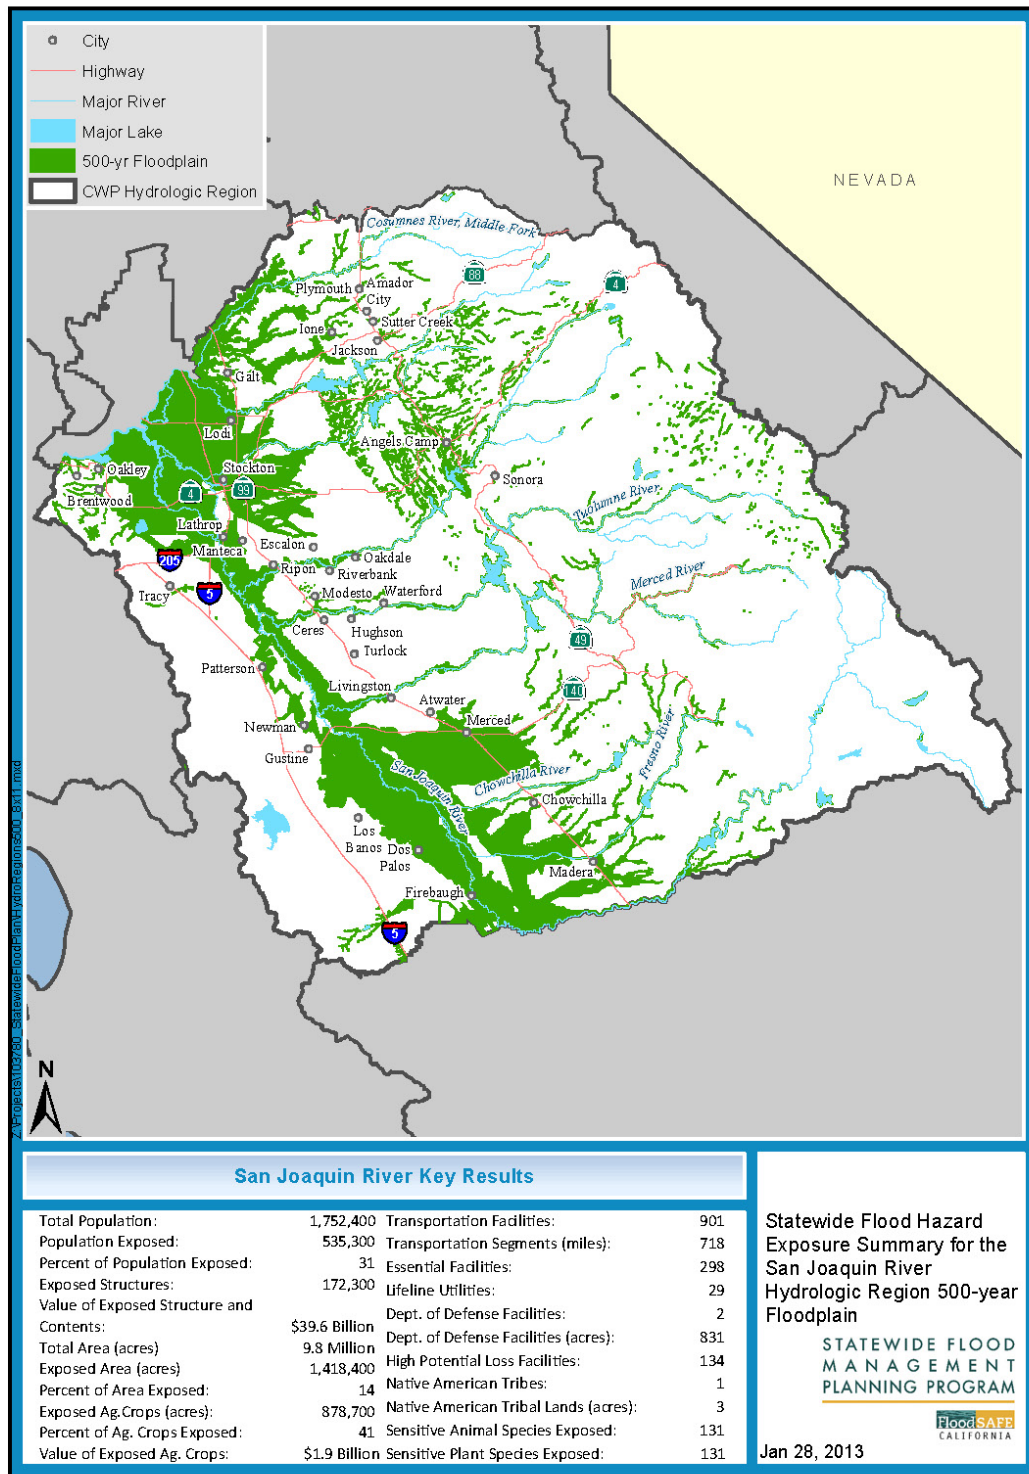 City
Highway
Major River
Major Lake
500-yr Floodplain
CWP Hydrologic Region
NEVADA
Cosumnes River, Middle Fork
88
4
Plymouth
Amador
City
Ione
Sutter Creek
Jackson
Galt
Lodi
Angels Camp
Oakley
Stockton
Sonora
Brentwood
4
99
Tuolumne River
Lathrop
Manteca
Escalon
Oakdale
205
Ripon
Riverbank
Merced River
Tracy
5
Modesto
Waterford
Ceres
Hughson
49
Turlock
Patterson
Livingston
140
Atwater
Newman
Merced
Gustine
San Joaquin River
Chowchilla River
Fresno River
Chowchilla
Los
Banos
Dos
Palos
Madera
Firebaugh
5
N
San Joaquin River Key Results
Total Population: 1,752,400
Population Exposed: 535,300
Percent of Population Exposed: 31
Exposed Structures: 172,300
Value of Exposed Structure and
Contents: $39.6 Billion
Total Area (acres) 9.8 Million
Exposed Area (acres) 1,418,400
Percent of Area Exposed: 14
Exposed Ag.Crops (acres): 878,700
Percent of Ag. Crops Exposed: 41
Value of Exposed Ag. Crops: $1.9 Billion
Transportation Facilities: 901
Transportation Segments (miles): 718
Essential Facilities: 298
Lifeline Utilities: 29
Dept. of Defense Facilities: 2
Dept. of Defense Facilities (acres): 831
High Potential Loss Facilities: 134
Native American Tribes: 1
Native American Tribal Lands (acres): 3
Sensitive Animal Species Exposed: 131
Sensitive Plant Species Exposed: 131
Statewide Flood Hazard
Exposure Summary for the
San Joaquin River
Hydrologic Region 500-year
Floodplain
STATEWIDE FLOOD
MANAGEMENT
PLANNING PROGRAM
FloodSAFE
CALIFORNIA
Jan 28, 2013